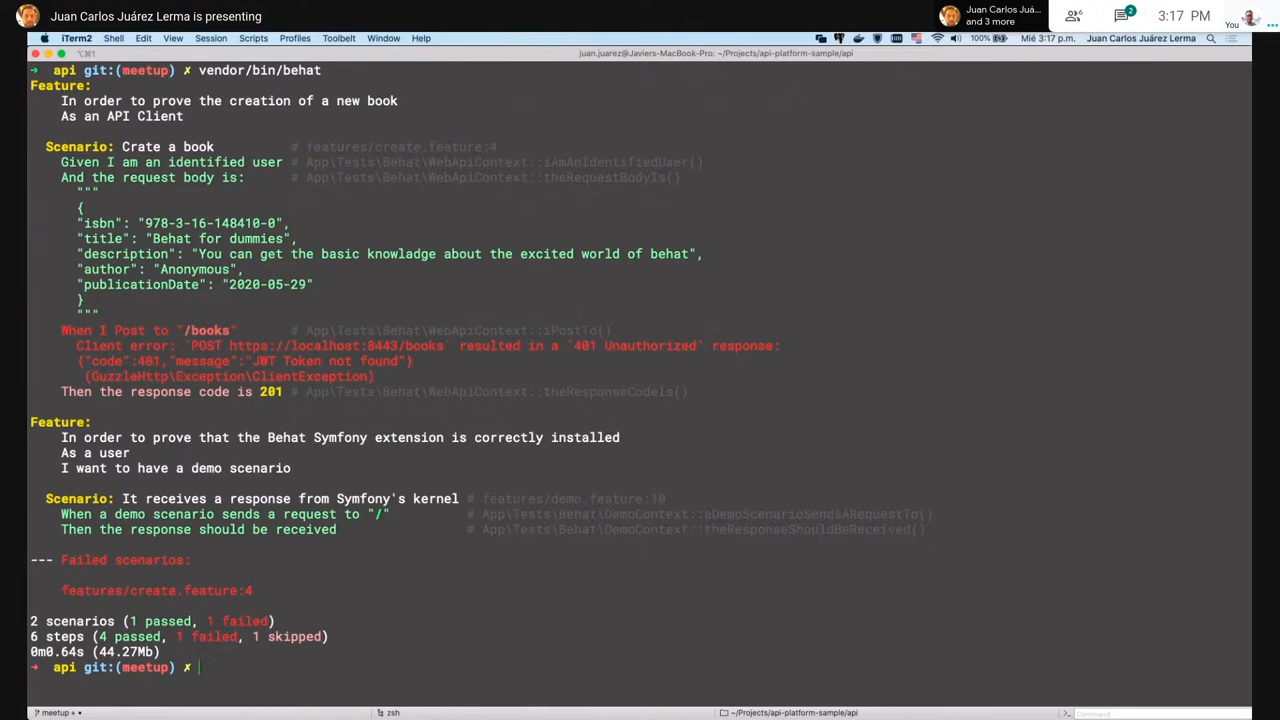 Juan Carlos Juárez Lerma is presenting
Juan Carlos Juá...
and 3 more
6
2
3:17 PM
You
iTerm2 Shell Edit View Session Scripts Profiles Toolbelt Window Help
100% Mié 3:17 p.m. Juan Carlos Juárez Lerma
⌥⌘1
juan.juarez@Javiers-MacBook-Pro: ~/Projects/api-platform-sample/api
➜ api git:(meetup) ✗ vendor/bin/behat
Feature:
In order to prove the creation of a new book
As an API Client
Scenario: Crate a book # features/create.feature:4
Given I am an identified user # App\Tests\Behat\WebApiContext::iAmAnIdentifiedUser()
And the request body is: # App\Tests\Behat\WebApiContext::theRequestBodyIs()
"""
{
"isbn": "978-3-16-148410-0",
"title": "Behat for dummies",
"description": "You can get the basic knowladge about the excited world of behat",
"author": "Anonymous",
"publicationDate": "2020-05-29"
}
"""
When I Post to "/books" # App\Tests\Behat\WebApiContext::iPostTo()
Client error: `POST https://localhost:8443/books` resulted in a `401 Unauthorized` response:
{"code":401,"message":"JWT Token not found"}
(GuzzleHttp\Exception\ClientException)
Then the response code is 201 # App\Tests\Behat\WebApiContext::theResponseCodeIs()
Feature:
In order to prove that the Behat Symfony extension is correctly installed
As a user
I want to have a demo scenario
Scenario: It receives a response from Symfony's kernel # features/demo.feature:10
When a demo scenario sends a request to "/" # App\Tests\Behat\DemoContext::aDemoScenarioSendsARequestTo()
Then the response should be received # App\Tests\Behat\DemoContext::theResponseShouldBeReceived()
--- Failed scenarios:
features/create.feature:4
2 scenarios (1 passed, 1 failed)
6 steps (4 passed, 1 failed, 1 skipped)
0m0.64s (44.27Mb)
➜ api git:(meetup) ✗
meetup + •
zsh
~/Projects/api-platform-sample/api
Command